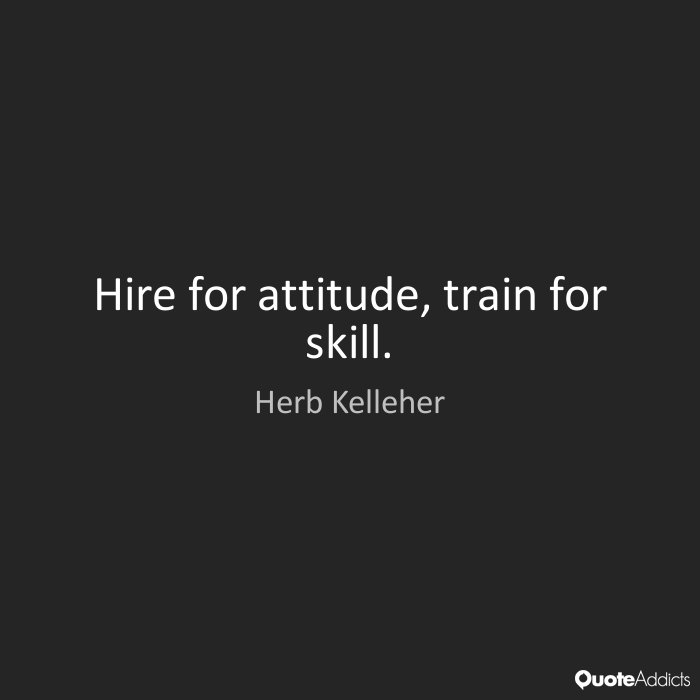 Hire for attitude, train for
skill.
Herb Kelleher
QuoteAddicts